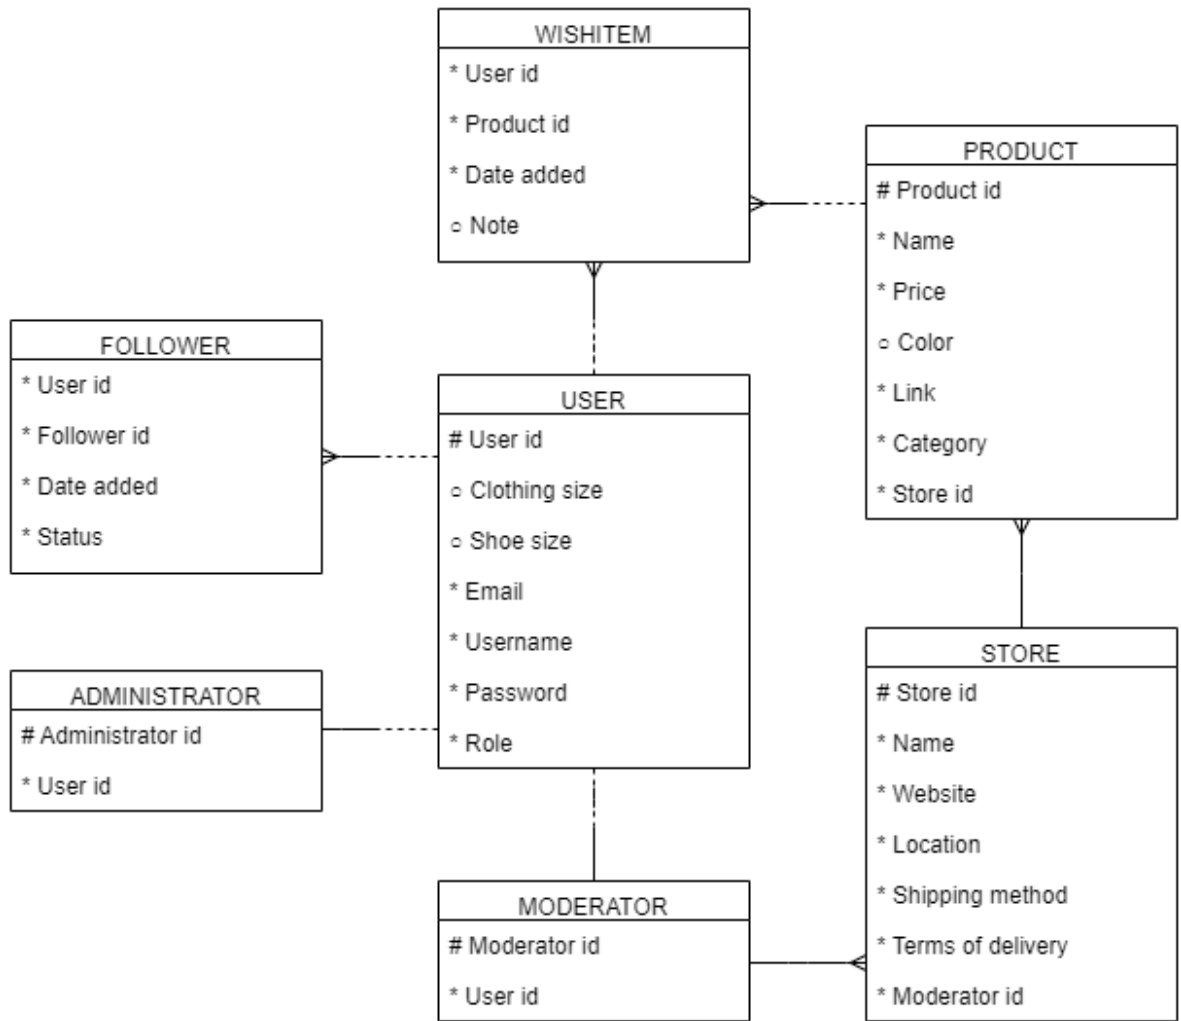 WISHITEM
* User id
* Product id
* Date added
○ Note
PRODUCT
# Product id
* Name
* Price
○ Color
* Link
* Category
* Store id
FOLLOWER
* User id
* Follower id
* Date added
* Status
USER
# User id
○ Clothing size
○ Shoe size
* Email
* Username
* Password
* Role
ADMINISTRATOR
# Administrator id
* User id
STORE
# Store id
* Name
* Website
* Location
* Shipping method
* Terms of delivery
* Moderator id
MODERATOR
# Moderator id
* User id